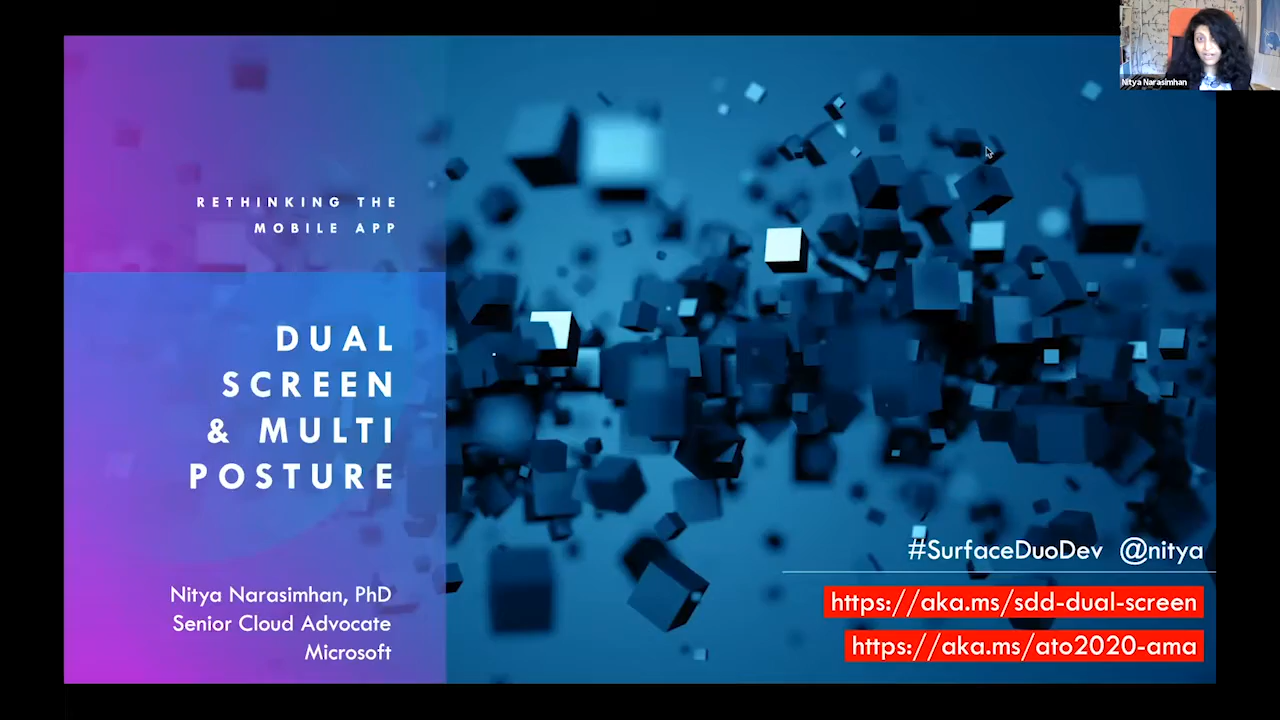 Nitya Narasimhan
RETHINKING THE
MOBILE APP
DUAL
SCREEN
& MULTI
POSTURE
Nitya Narasimhan, PhD
Senior Cloud Advocate
Microsoft
#SurfaceDuoDev @nitya
https://aka.ms/sdd-dual-screen
https://aka.ms/ato2020-ama